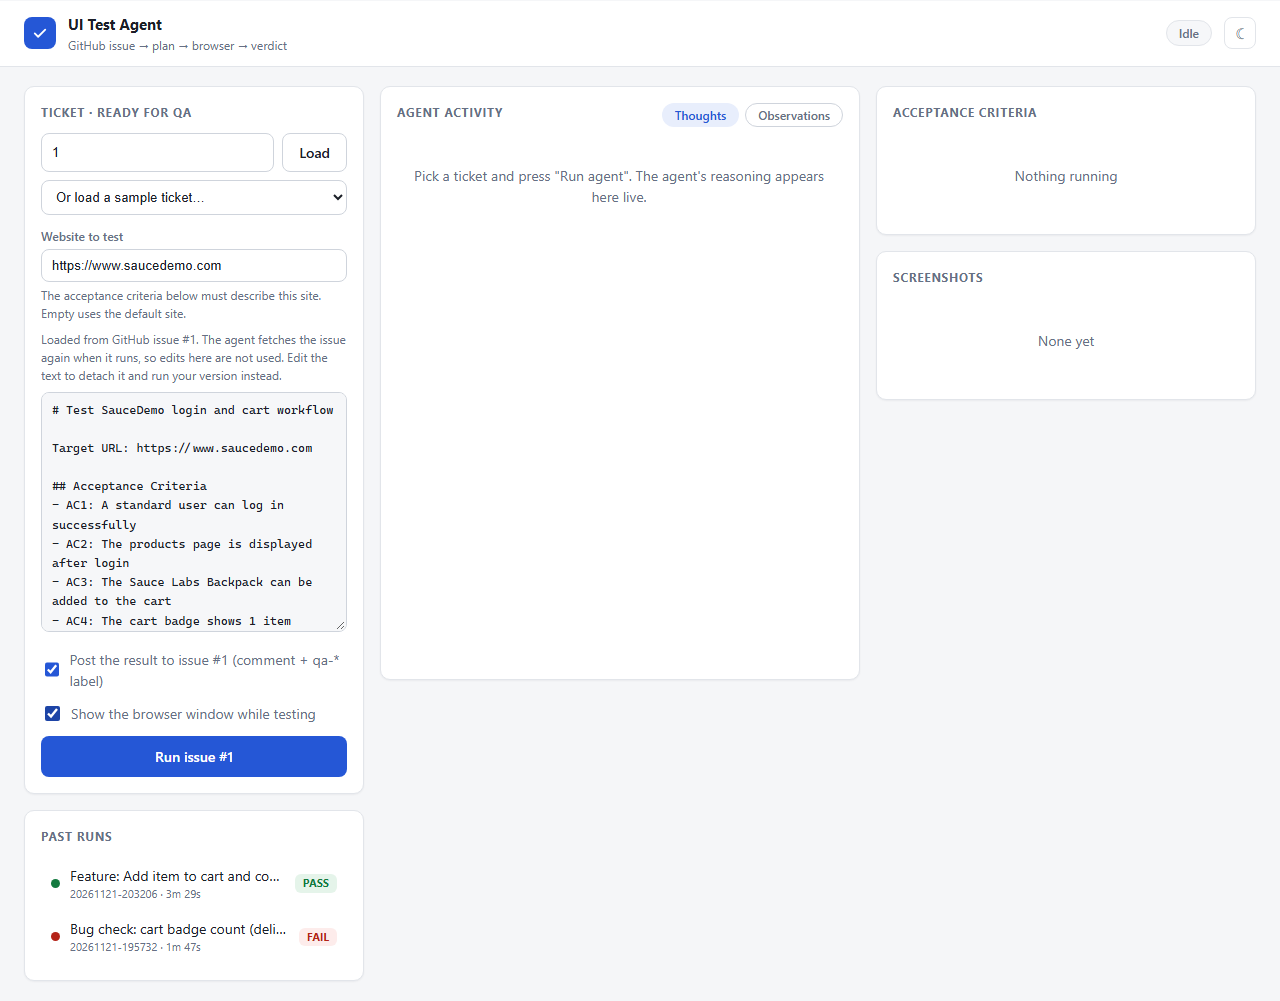 UI Test Agent
GitHub issue → plan → browser → verdict
Idle
TICKET · READY FOR QA
1
Load
Or load a sample ticket...
Website to test
https://www.saucedemo.com
The acceptance criteria below must describe this site.
Empty uses the default site.
Loaded from GitHub issue #1. The agent fetches the issue
again when it runs, so edits here are not used. Edit the
text to detach it and run your version instead.
# Test SauceDemo login and cart workflow
Target URL: https://www.saucedemo.com
## Acceptance Criteria
- AC1: A standard user can log in
successfully
- AC2: The products page is displayed
after login
- AC3: The Sauce Labs Backpack can be
added to the cart
- AC4: The cart badge shows 1 item
Post the result to issue #1 (comment + qa-*
label)
Show the browser window while testing
Run issue #1
PAST RUNS
Feature: Add item to cart and co...
20261121-203206 · 3m 29s
PASS
Bug check: cart badge count (deli...
20261121-195732 · 1m 47s
FAIL
AGENT ACTIVITY
Thoughts
Observations
Pick a ticket and press "Run agent". The agent's reasoning appears
here live.
ACCEPTANCE CRITERIA
Nothing running
SCREENSHOTS
None yet